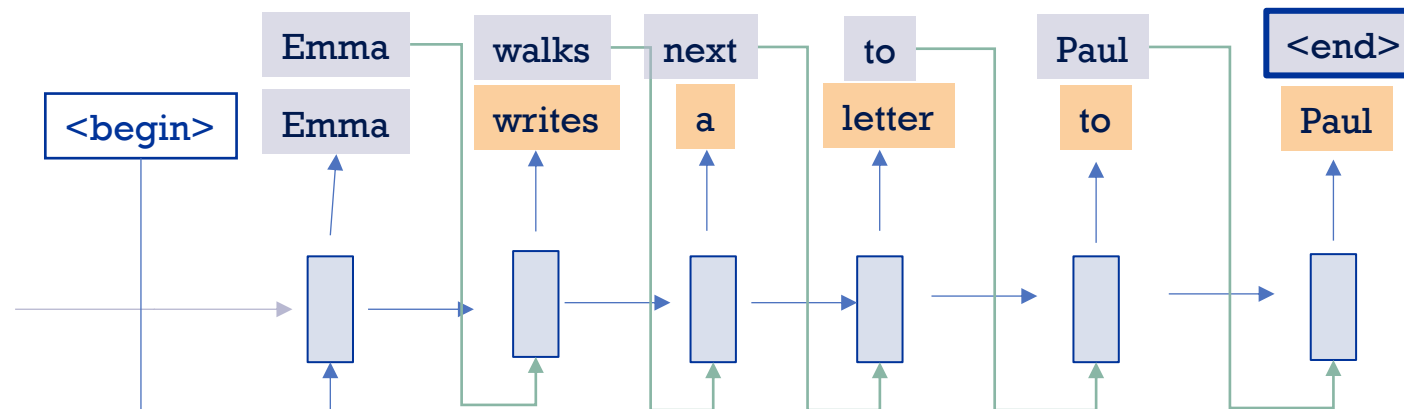 Emma walks next to Paul <end>
<begin> Emma writes a letter to Paul